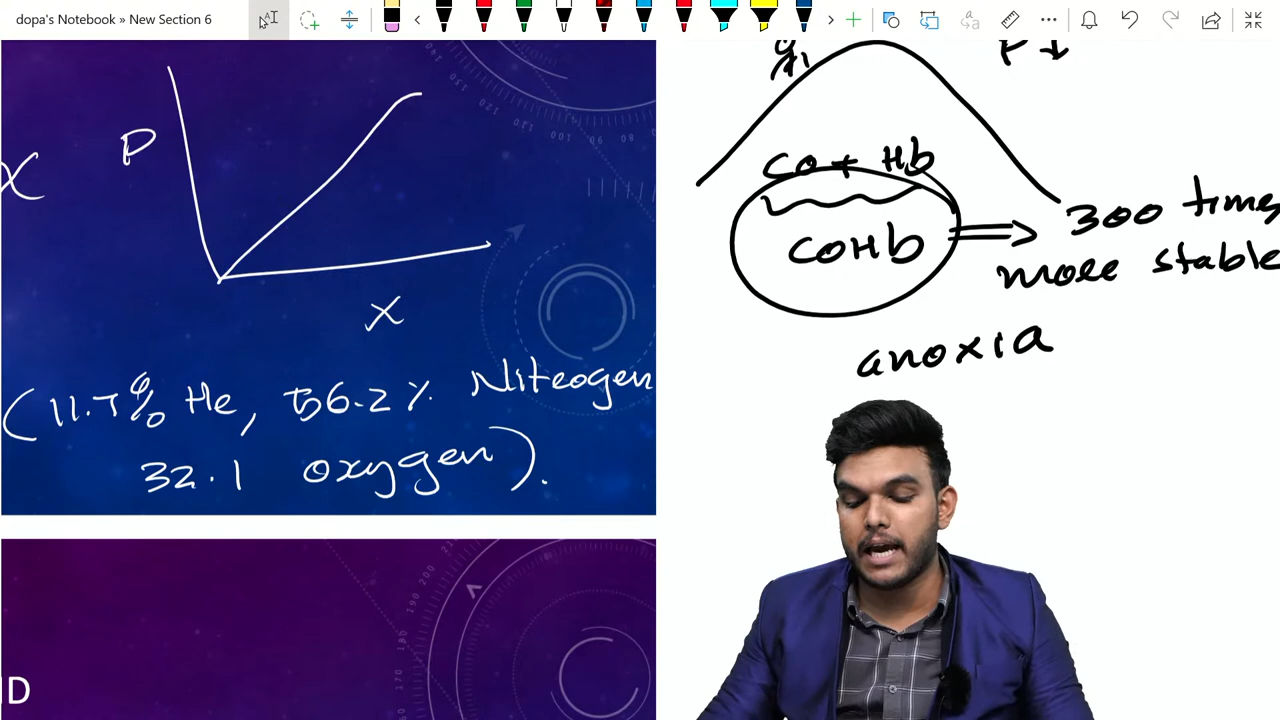 dopa's Notebook » New Section 6
P
X
X
(11.7% He, 56.2% Nitrogen
32.1 oxygen).
D
P ↓
CO + Hb
COHb ⇒ 300 times
more stable
anoxia